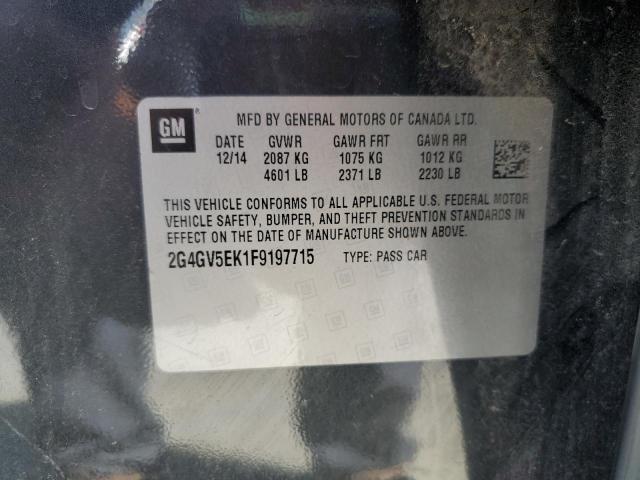 GM
MFD BY GENERAL MOTORS OF CANADA LTD.
DATE GVWR GAWR FRT GAWR RR
12/14 2087 KG 1075 KG 1012 KG
4601 LB 2371 LB 2230 LB
THIS VEHICLE CONFORMS TO ALL APPLICABLE U.S. FEDERAL MOTOR
VEHICLE SAFETY, BUMPER, AND THEFT PREVENTION STANDARDS IN
EFFECT ON THE DATE OF MANUFACTURE SHOWN ABOVE.
2G4GV5EK1F9197715 TYPE: PASS CAR